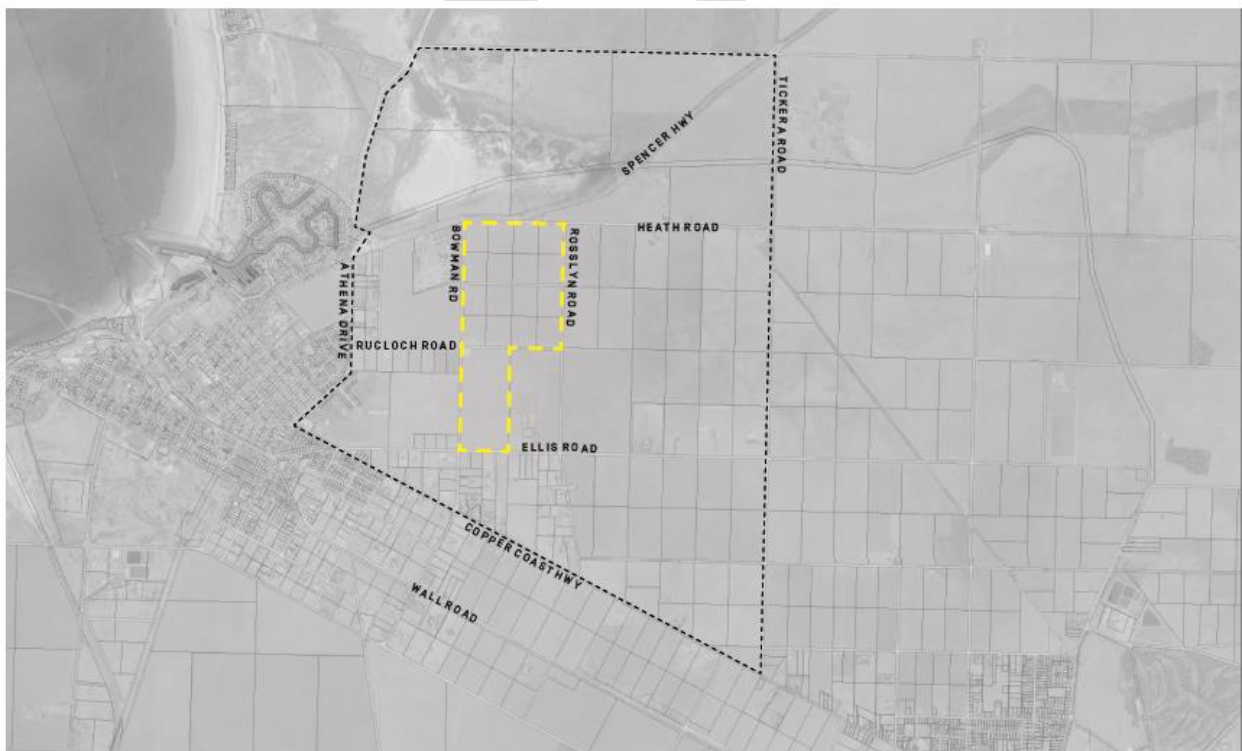 SPENCER HWY
TICKERA ROAD
HEATH ROAD
BOWMAN RD
ROSSLYN ROAD
ATHENA DRIVE
RUCLOCH ROAD
ELLIS ROAD
COPPER COAST HWY
WALL ROAD